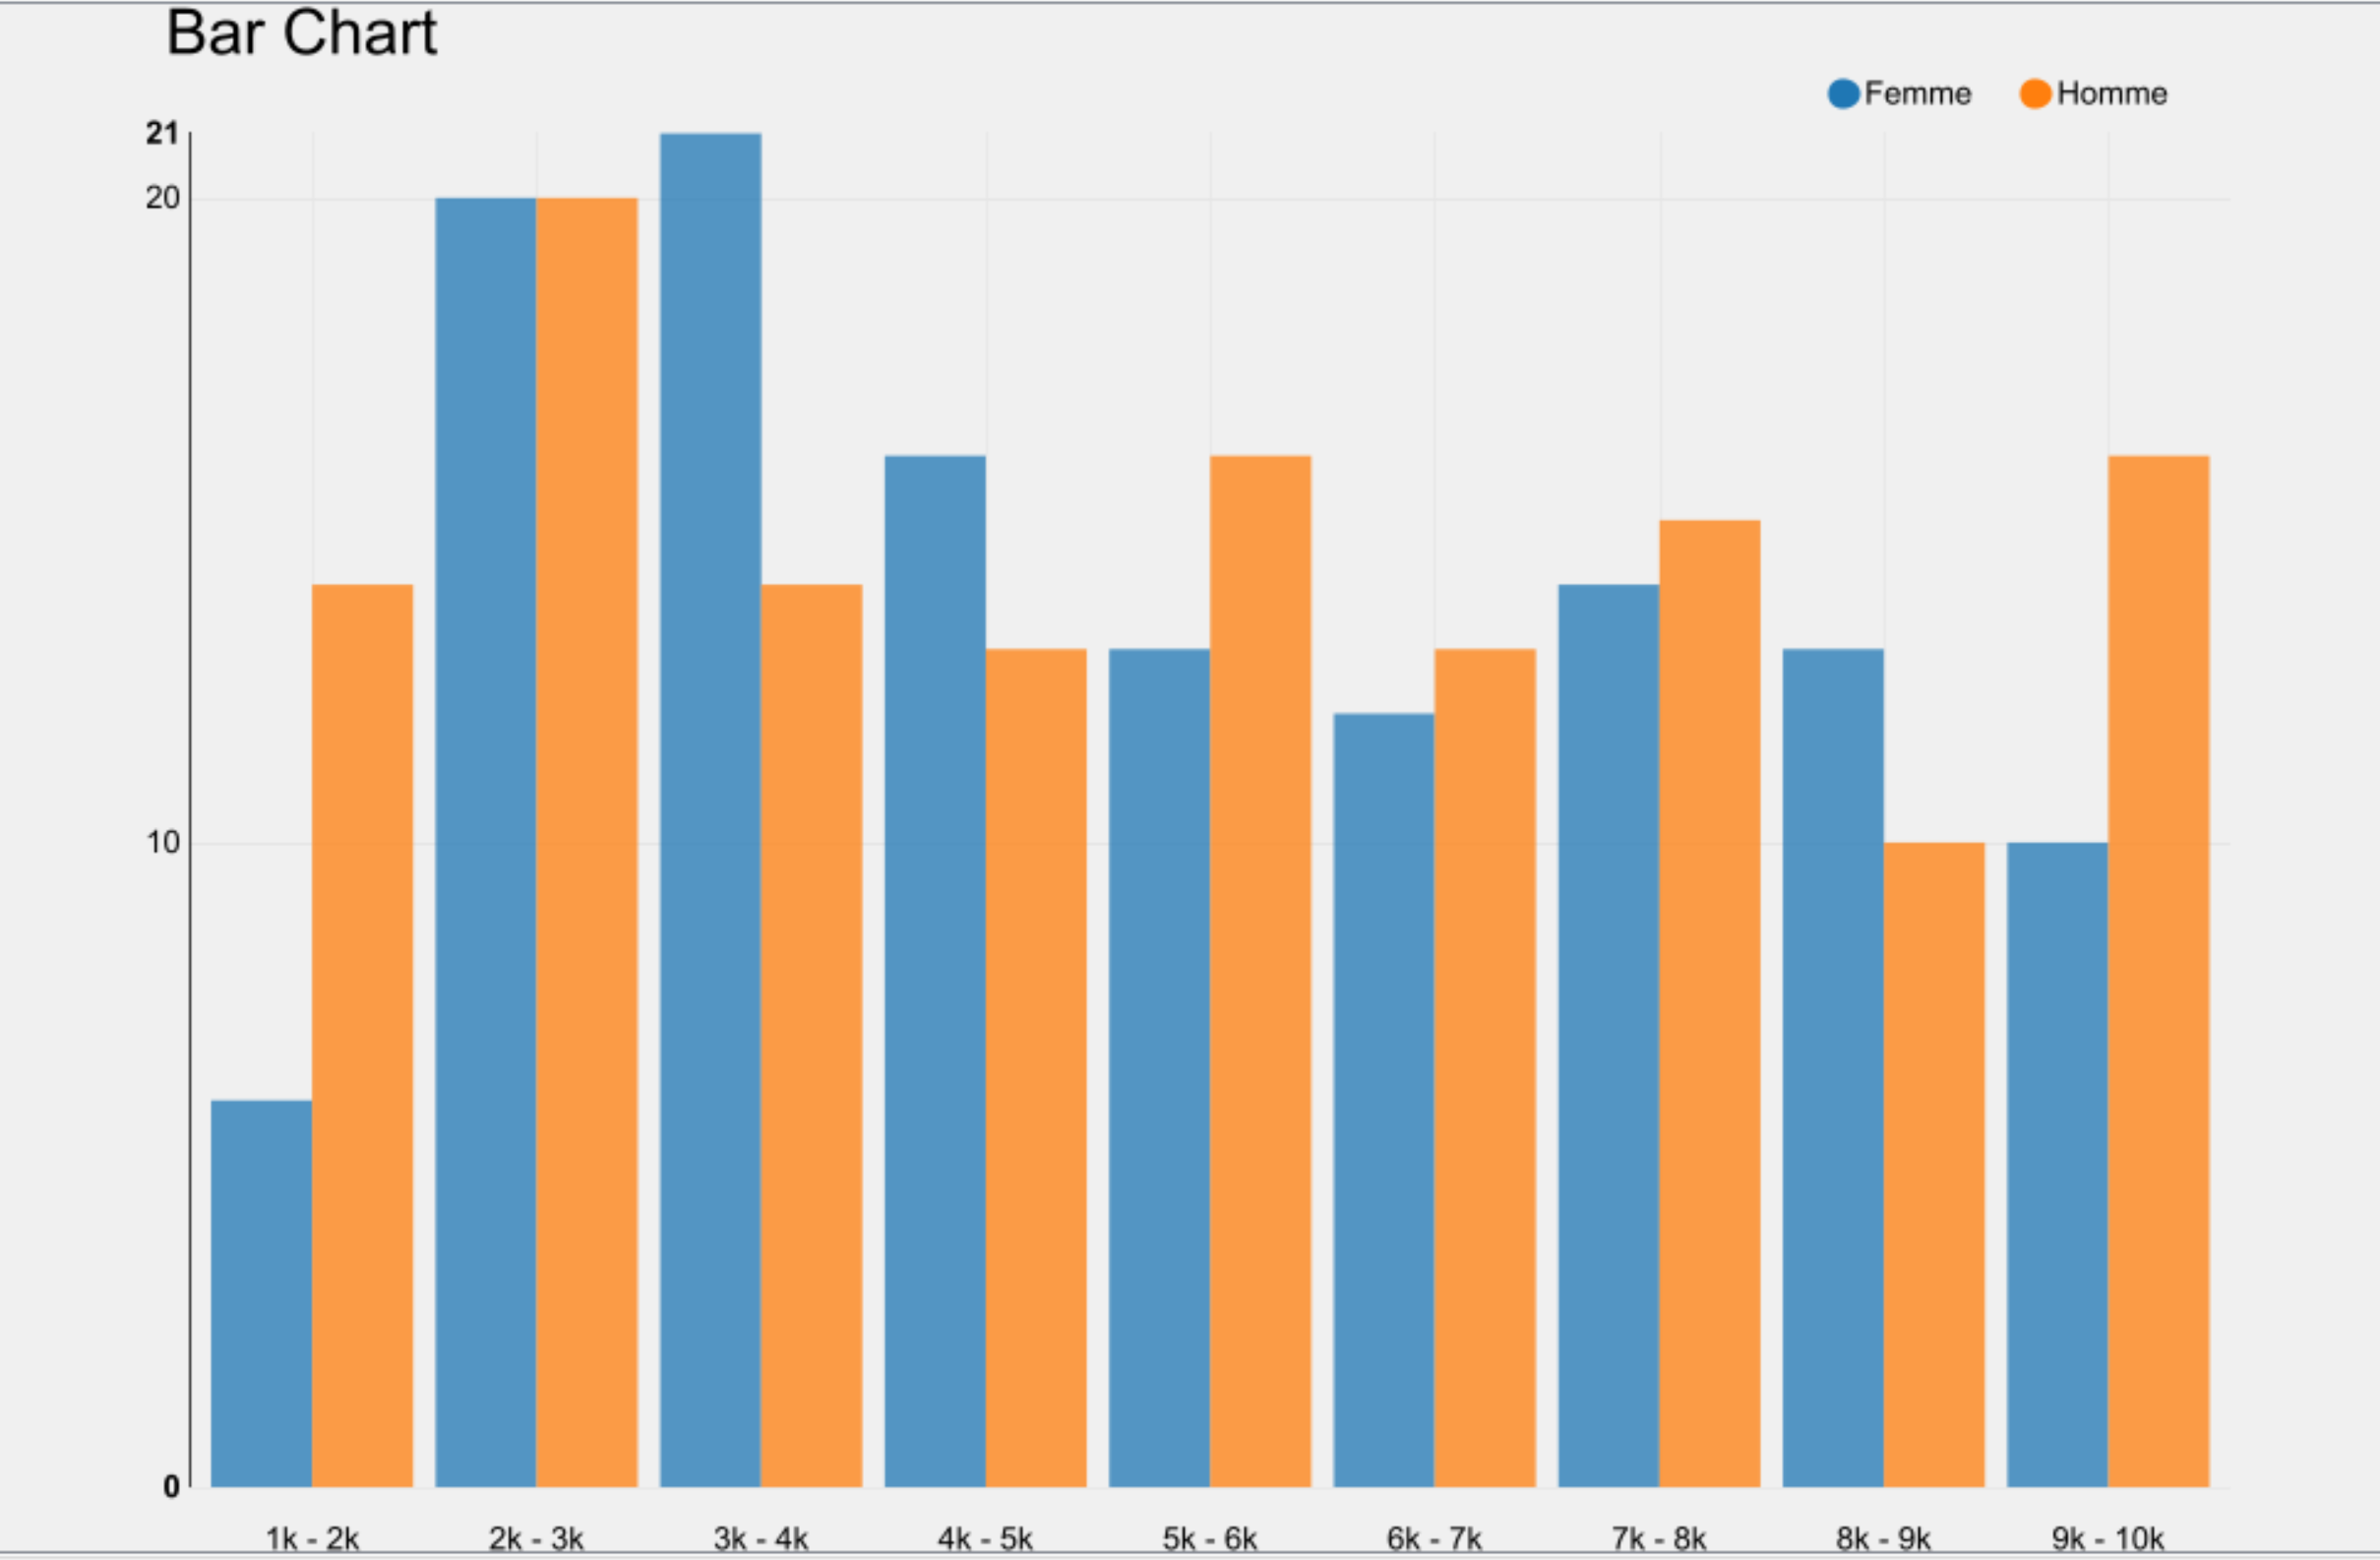 Bar Chart
Femme Homme
21
20
10
0
1k - 2k 2k - 3k 3k - 4k 4k - 5k 5k - 6k 6k - 7k 7k - 8k 8k - 9k 9k - 10k